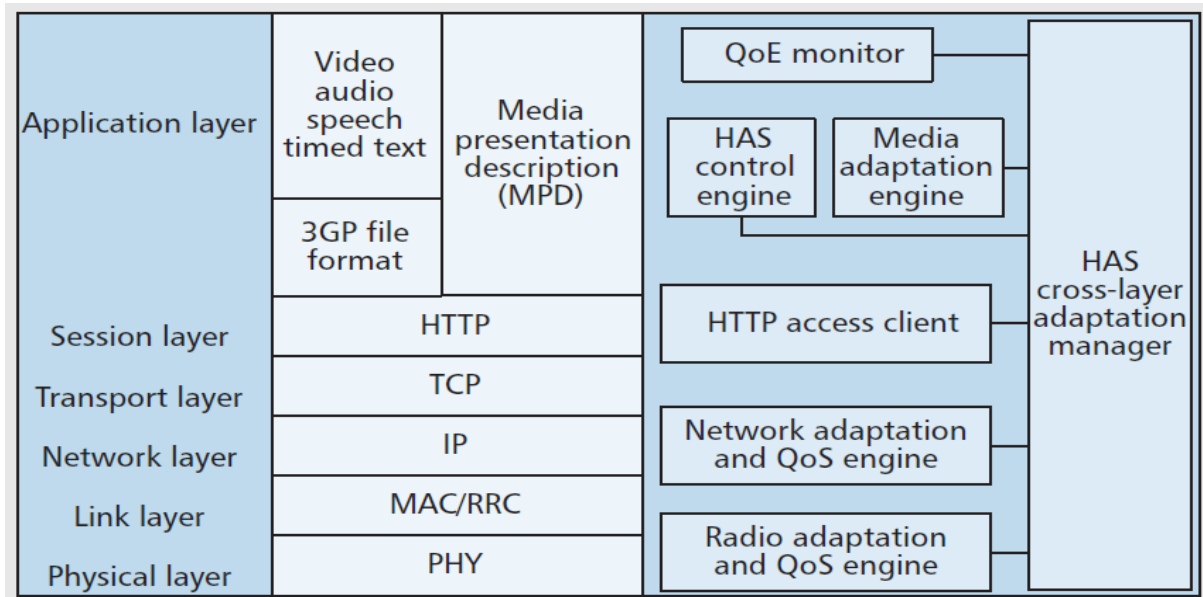 Application layer
Session layer
Transport layer
Network layer
Link layer
Physical layer
Video
audio
speech
timed text
3GP file
format
Media
presentation
description
(MPD)
HTTP
TCP
IP
MAC/RRC
PHY
QoE monitor
HAS
control
engine
Media
adaptation
engine
HTTP access client
Network adaptation
and QoS engine
Radio adaptation
and QoS engine
HAS
cross-layer
adaptation
manager